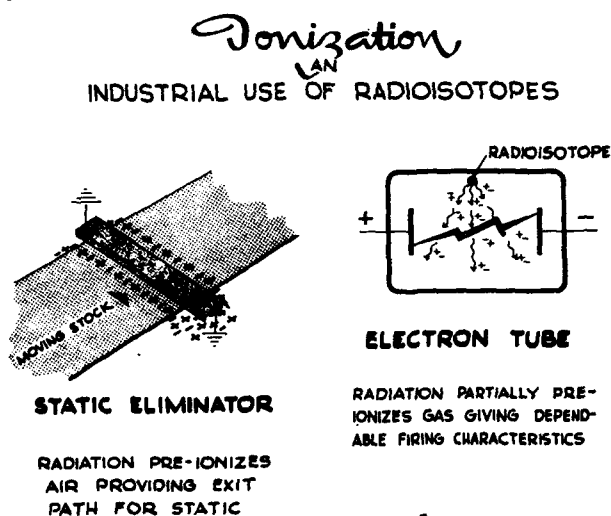 Ionization
AN
INDUSTRIAL USE OF RADIOISOTOPES
MOVING STOCK
STATIC ELIMINATOR
RADIATION PRE-IONIZES
AIR PROVIDING EXIT
PATH FOR STATIC
RADIOISOTOPE
+ −
ELECTRON TUBE
RADIATION PARTIALLY PRE-
IONIZES GAS GIVING DEPEND-
ABLE FIRING CHARACTERISTICS